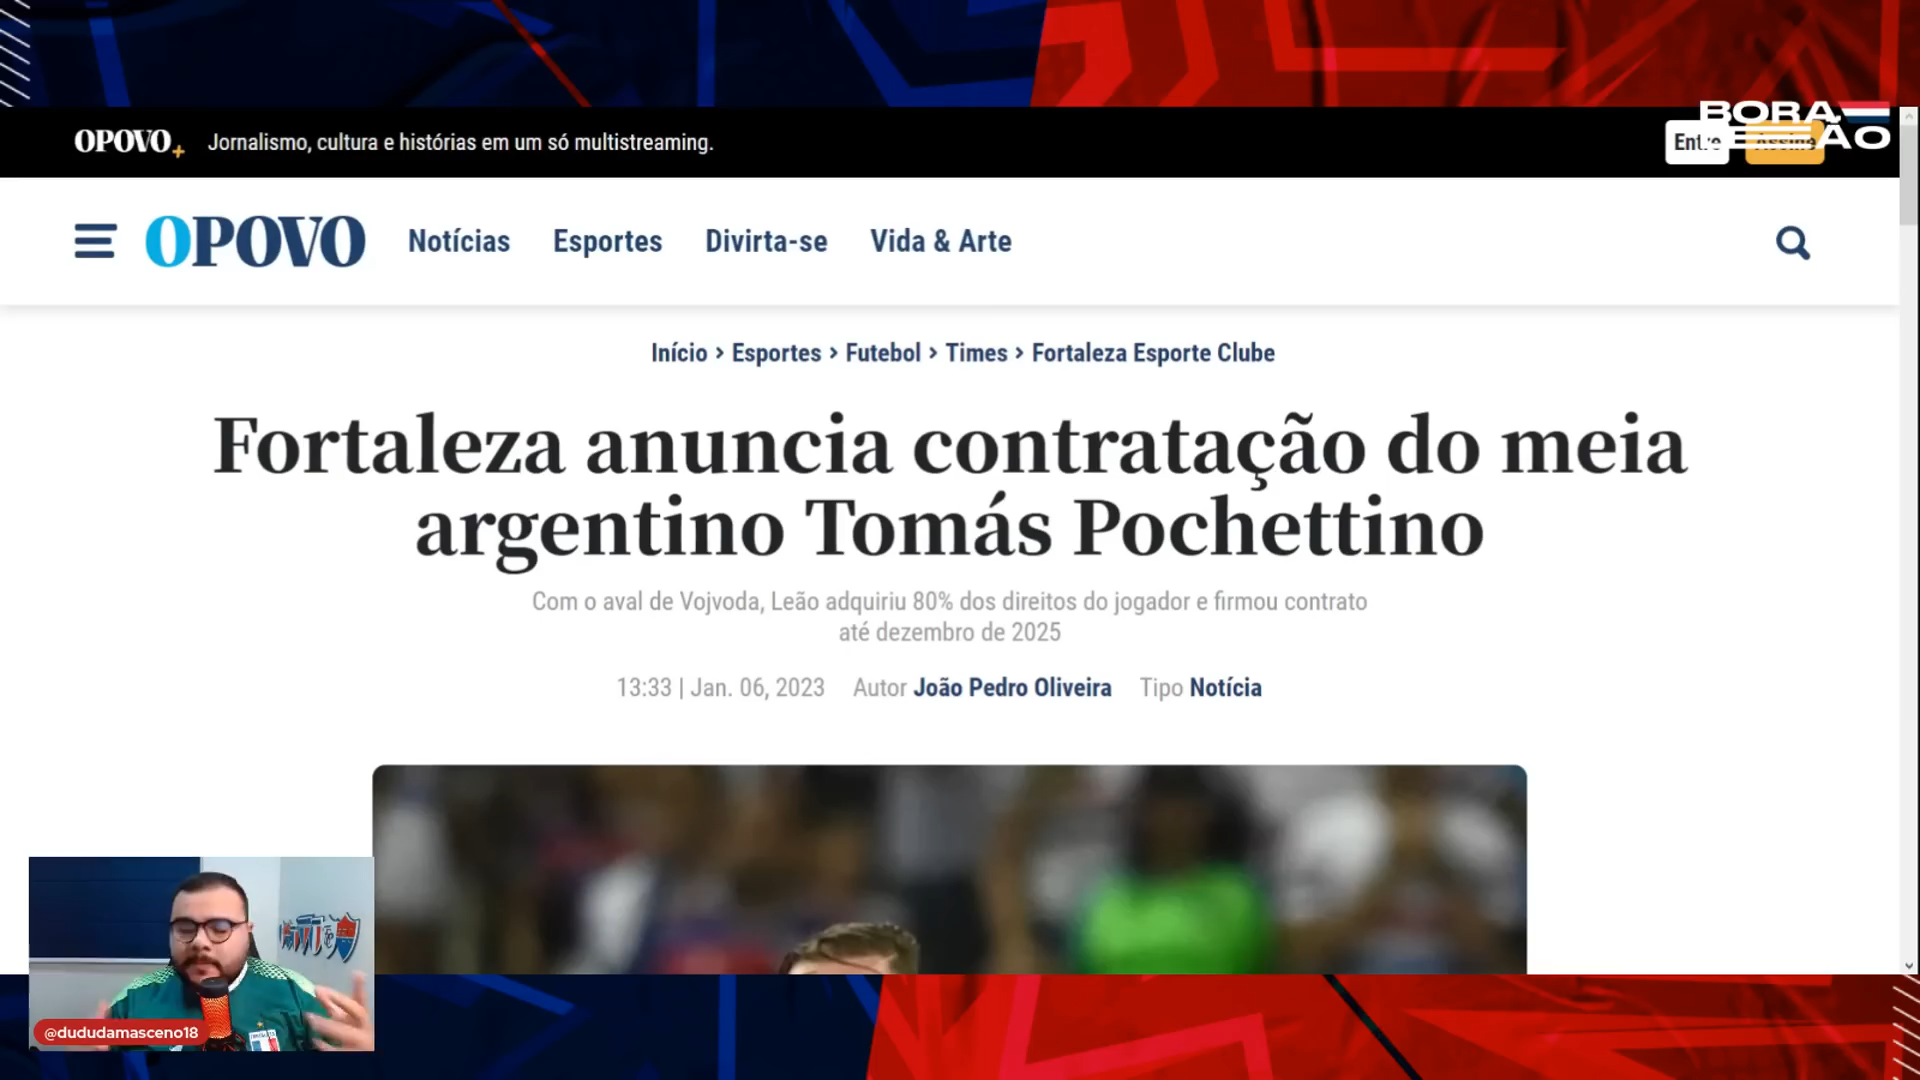 BORA
LEÃO
OPOVO+ Jornalismo, cultura e histórias em um só multistreaming.
Entre Assine
OPOVO Notícias Esportes Divirta-se Vida & Arte
Início > Esportes > Futebol > Times > Fortaleza Esporte Clube
Fortaleza anuncia contratação do meia
argentino Tomás Pochettino
Com o aval de Vojvoda, Leão adquiriu 80% dos direitos do jogador e firmou contrato
até dezembro de 2025
13:33 | Jan. 06, 2023 Autor João Pedro Oliveira Tipo Notícia
@dududamasceno18